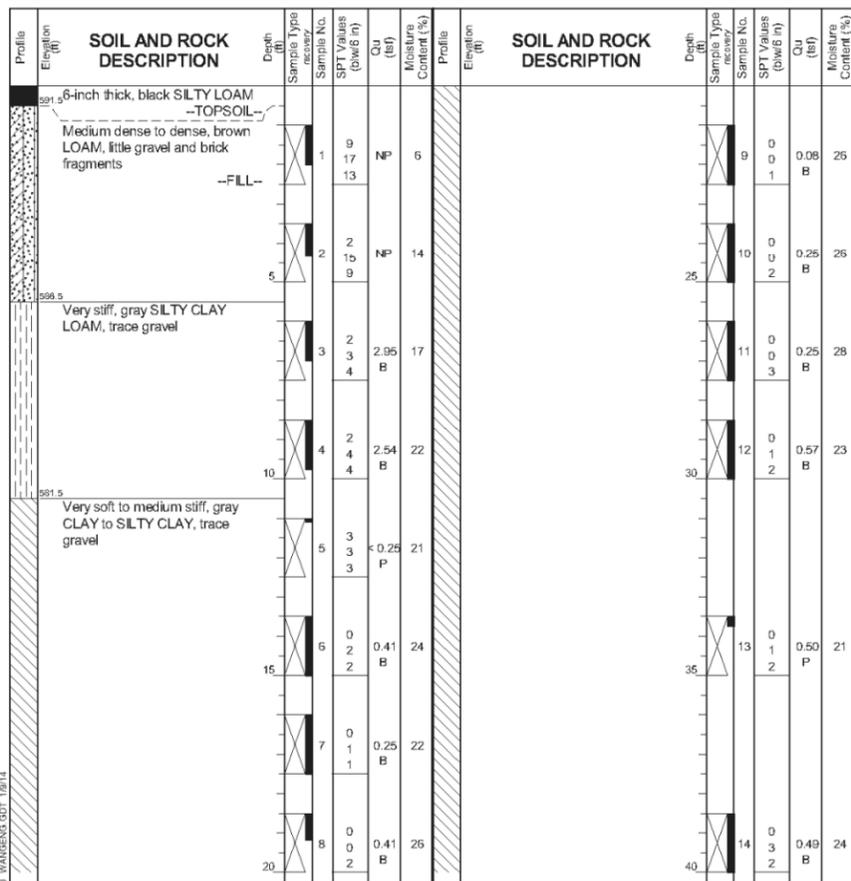 Profile
Elevation (ft)
SOIL AND ROCK
DESCRIPTION
Depth (ft)
Sample Type
recovery
Sample No.
SPT Values
(blw/6 in)
Qu
(tsf)
Moisture
Content (%)
591.5
6-inch thick, black SILTY LOAM
--TOPSOIL--
Medium dense to dense, brown
LOAM, little gravel and brick
fragments
--FILL--
1
9
17
13
NP
6
2
2
15
9
NP
14
5
586.5
Very stiff, gray SILTY CLAY
LOAM, trace gravel
3
2
3
4
2.95
B
17
4
2
4
4
2.54
B
22
10
581.5
Very soft to medium stiff, gray
CLAY to SILTY CLAY, trace
gravel
5
3
3
3
< 0.25
P
21
6
0
2
2
0.41
B
24
15
7
0
1
1
0.25
B
22
8
0
0
2
0.41
B
26
20
WANGENG.GDT 1/9/14
Profile
Elevation (ft)
SOIL AND ROCK
DESCRIPTION
Depth (ft)
Sample Type
recovery
Sample No.
SPT Values
(blw/6 in)
Qu
(tsf)
Moisture
Content (%)
9
0
0
1
0.08
B
26
10
0
0
2
0.25
B
26
25
11
0
0
3
0.25
B
28
12
0
1
2
0.57
B
23
30
13
0
1
2
0.50
P
21
35
14
0
3
2
0.49
B
24
40